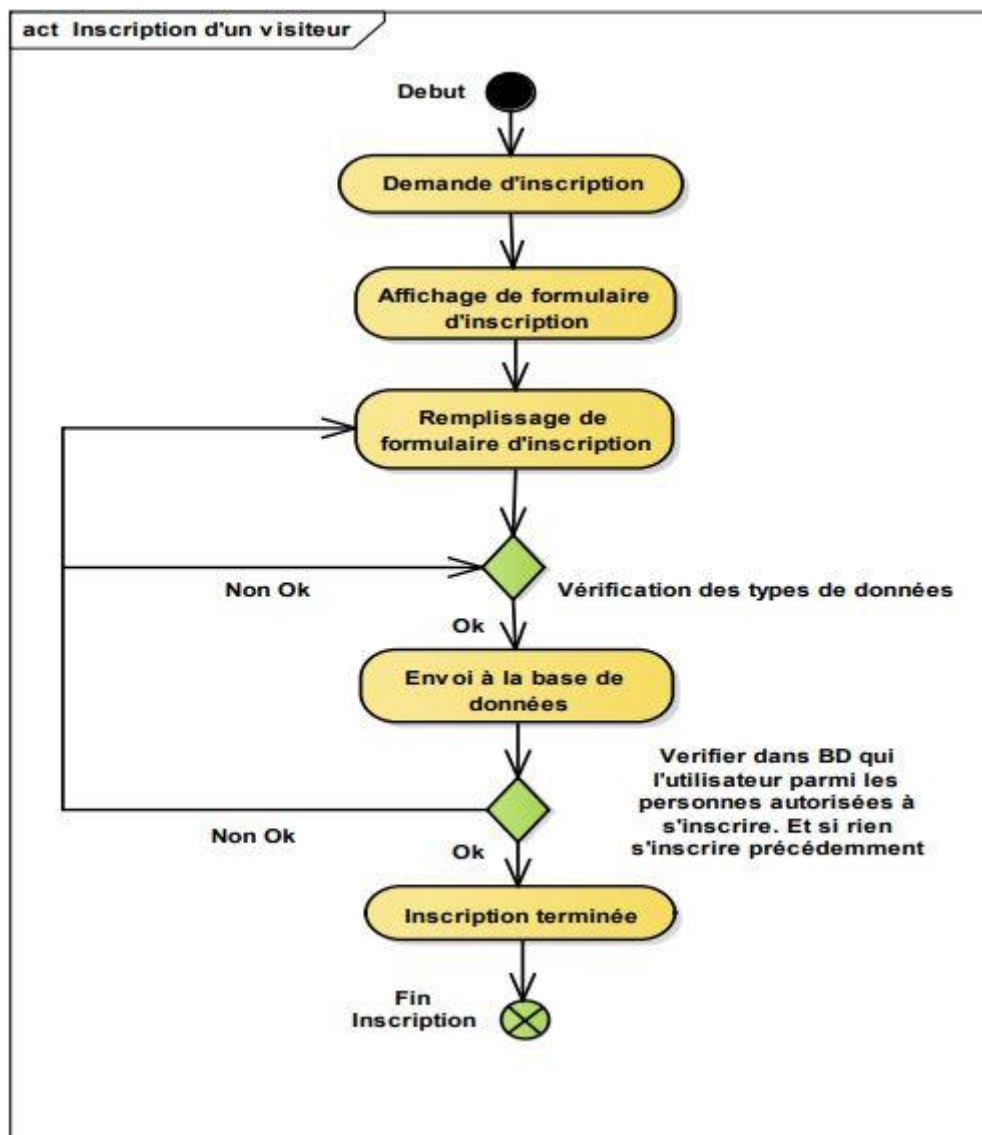 act Inscription d'un visiteur
Debut
Demande d'inscription
Affichage de formulaire
d'inscription
Remplissage de
formulaire d'inscription
Non Ok
Vérification des types de données
Ok
Envoi à la base de
données
Verifier dans BD qui
l'utilisateur parmi les
personnes autorisées à
s'inscrire. Et si rien
s'inscrire précédemment
Non Ok
Ok
Inscription terminée
Fin
Inscription